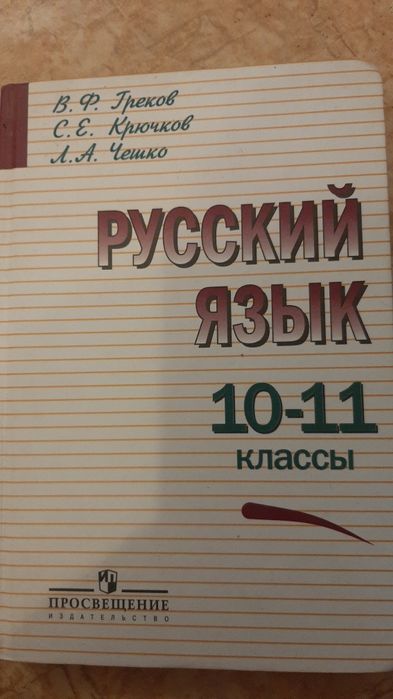 В. Ф. Греков
С. Е. Крючков
Л. А. Чешко
РУССКИЙ
ЯЗЫК
10-11
КЛАССЫ
ПРОСВЕЩЕНИЕ
ИЗДАТЕЛЬСТВО